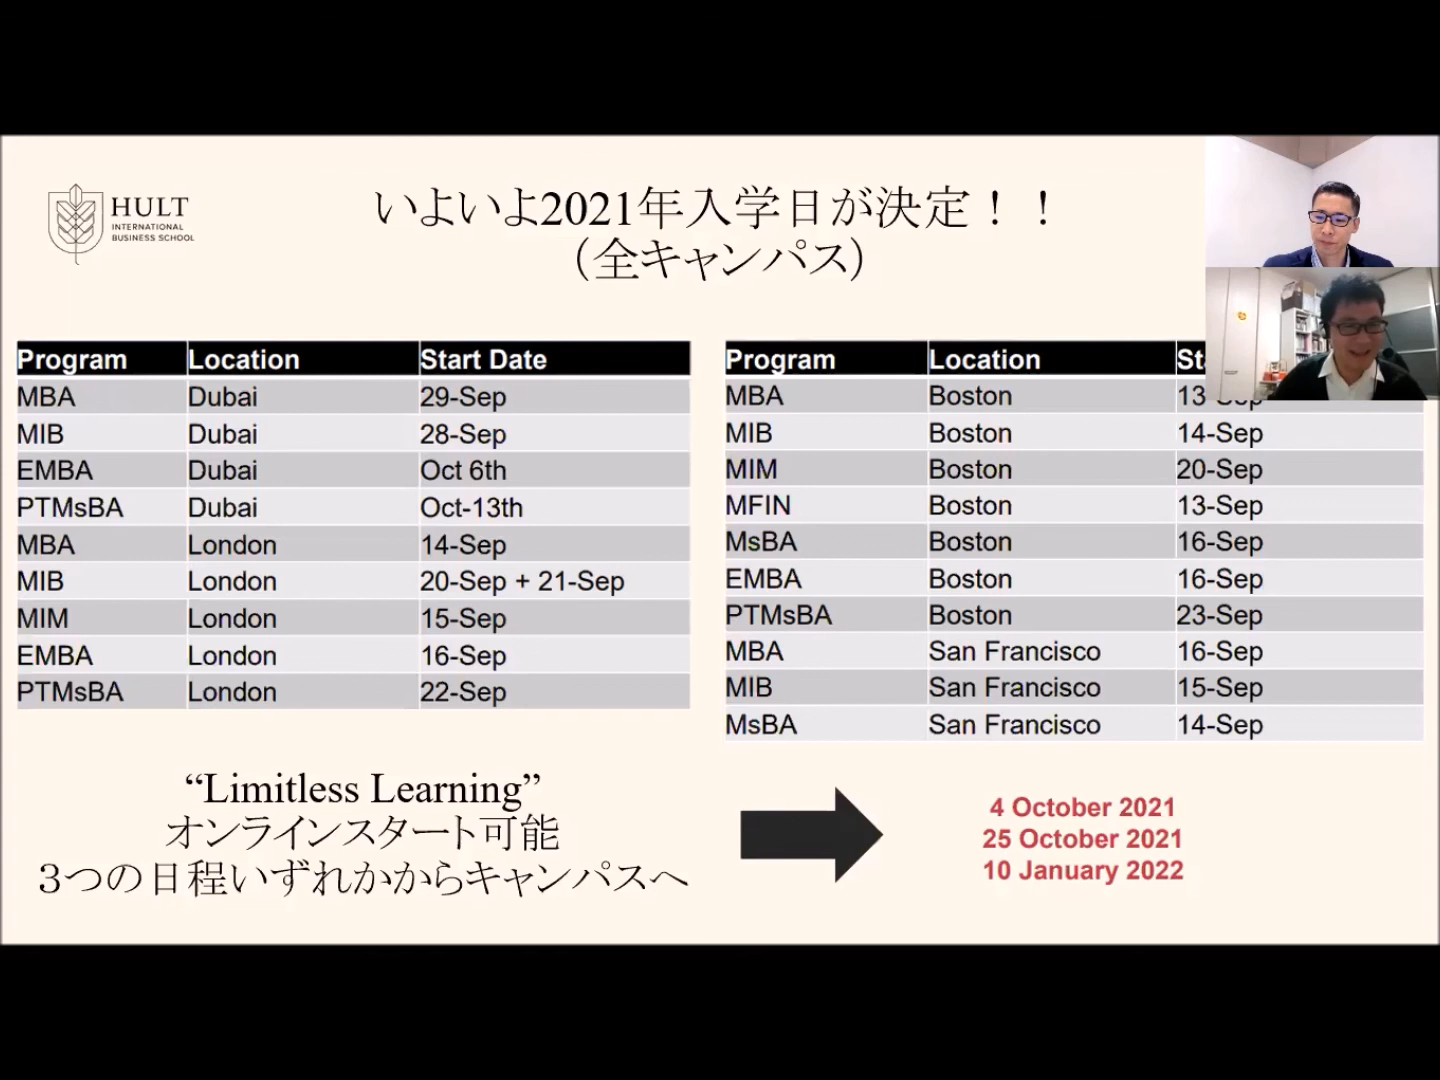 HULT
INTERNATIONAL
BUSINESS SCHOOL
いよいよ2021年入学日が決定！！
（全キャンパス）
Program Location Start Date
MBA Dubai 29-Sep
MIB Dubai 28-Sep
EMBA Dubai Oct 6th
PTMsBA Dubai Oct-13th
MBA London 14-Sep
MIB London 20-Sep + 21-Sep
MIM London 15-Sep
EMBA London 16-Sep
PTMsBA London 22-Sep
Program Location
MBA Boston 13-Sep
MIB Boston 14-Sep
MIM Boston 20-Sep
MFIN Boston 13-Sep
MsBA Boston 16-Sep
EMBA Boston 16-Sep
PTMsBA Boston 23-Sep
MBA San Francisco 16-Sep
MIB San Francisco 15-Sep
MsBA San Francisco 14-Sep
“Limitless Learning”
オンラインスタート可能
３つの日程いずれかからキャンパスへ
4 October 2021
25 October 2021
10 January 2022